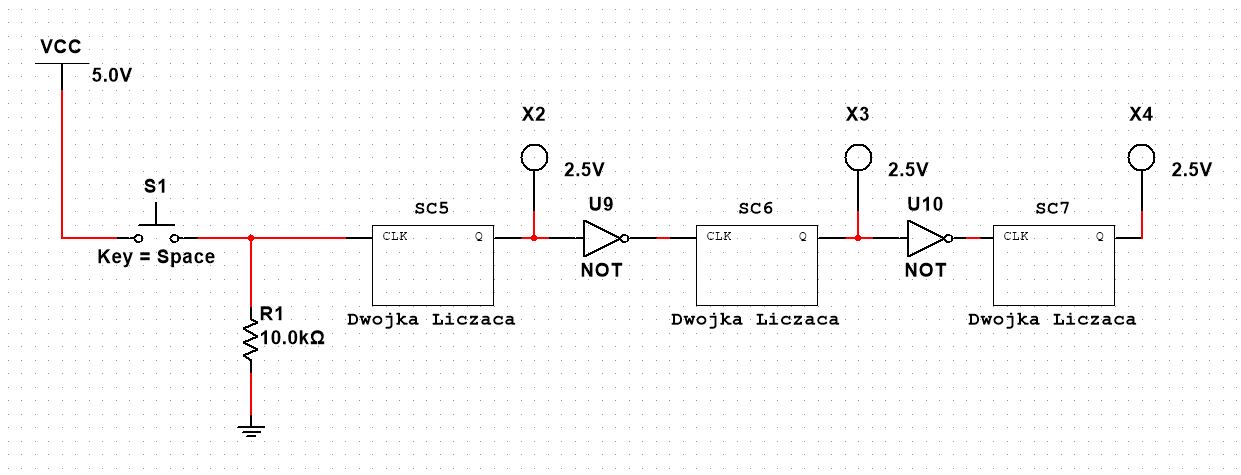 VCC
5.0V
S1
Key = Space
R1
10.0kΩ
SC5
CLK
Q
Dwojka Liczaca
X2
2.5V
U9
NOT
SC6
CLK
Q
Dwojka Liczaca
X3
2.5V
U10
NOT
SC7
CLK
Q
Dwojka Liczaca
X4
2.5V